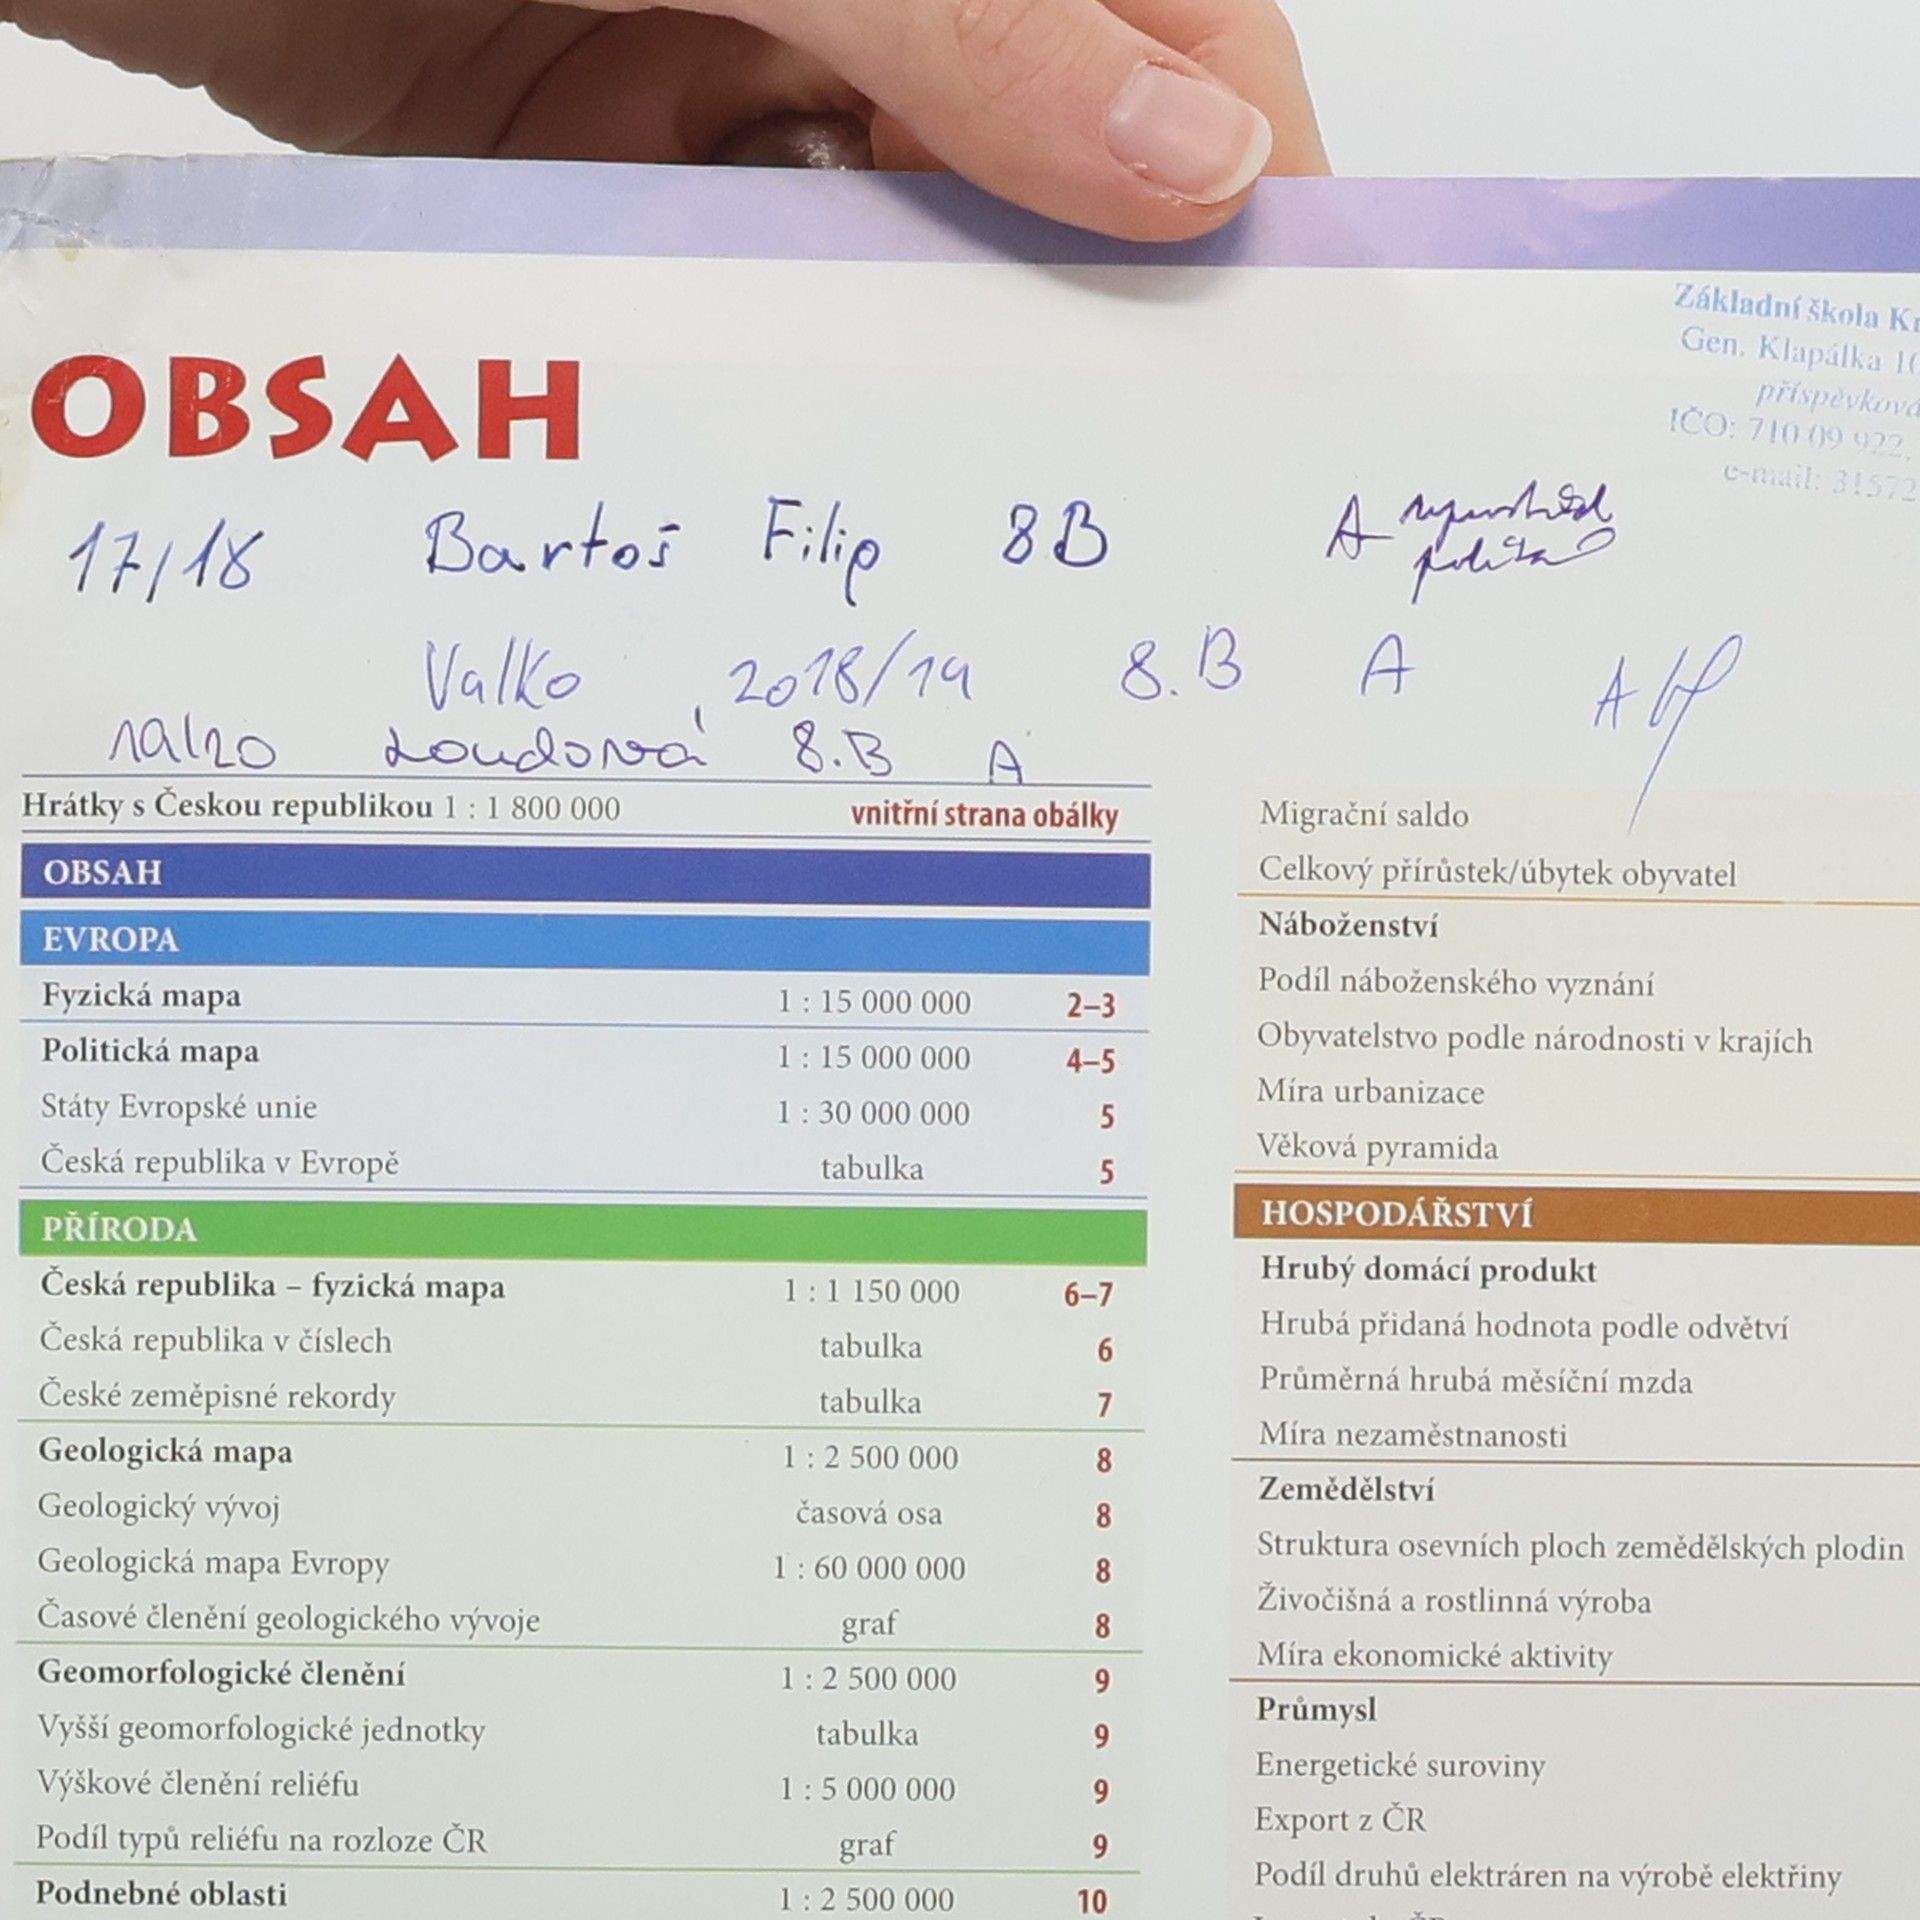 Základní škola
Gen. Klapálka
příspěvková
IČO: 710 09 922,
e-mail: 31572
OBSAH
17/18 Bartoš Filip 8B A
Valko 2018/19 8.B A A
19/20 Loudová 8.B A
Hrátky s Českou republikou 1 : 1 800 000 vnitřní strana obálky
OBSAH
EVROPA
Fyzická mapa 1 : 15 000 000 2–3
Politická mapa 1 : 15 000 000 4–5
Státy Evropské unie 1 : 30 000 000 5
Česká republika v Evropě tabulka 5
PŘÍRODA
Česká republika – fyzická mapa 1 : 1 150 000 6–7
Česká republika v číslech tabulka 6
České zeměpisné rekordy tabulka 7
Geologická mapa 1 : 2 500 000 8
Geologický vývoj časová osa 8
Geologická mapa Evropy 1 : 60 000 000 8
Časové členění geologického vývoje graf 8
Geomorfologické členění 1 : 2 500 000 9
Vyšší geomorfologické jednotky tabulka 9
Výškové členění reliéfu 1 : 5 000 000 9
Podíl typů reliéfu na rozloze ČR graf 9
Podnebné oblasti 1 : 2 500 000 10
Migrační saldo
Celkový přírůstek/úbytek obyvatel
Náboženství
Podíl náboženského vyznání
Obyvatelstvo podle národnosti v krajích
Míra urbanizace
Věková pyramida
HOSPODÁŘSTVÍ
Hrubý domácí produkt
Hrubá přidaná hodnota podle odvětví
Průměrná hrubá měsíční mzda
Míra nezaměstnanosti
Zemědělství
Struktura osevních ploch zemědělských plodin
Živočišná a rostlinná výroba
Míra ekonomické aktivity
Průmysl
Energetické suroviny
Export z ČR
Podíl druhů elektráren na výrobě elektřiny